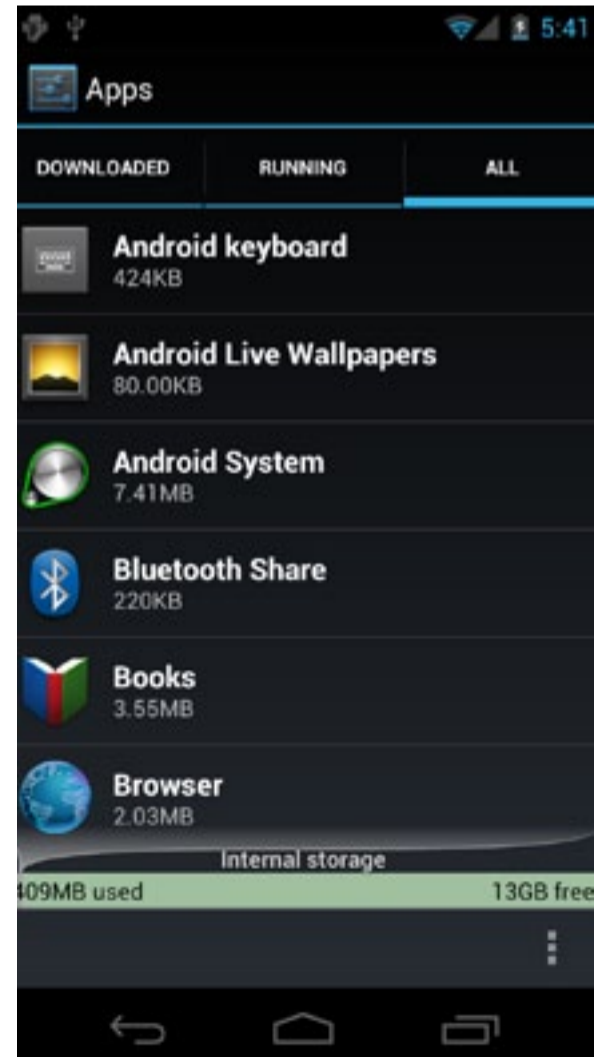 5:41
Apps
DOWNLOADED RUNNING ALL
Android keyboard
424KB
Android Live Wallpapers
80.00KB
Android System
7.41MB
Bluetooth Share
220KB
Books
3.55MB
Browser
2.03MB
Internal storage
409MB used 13GB free